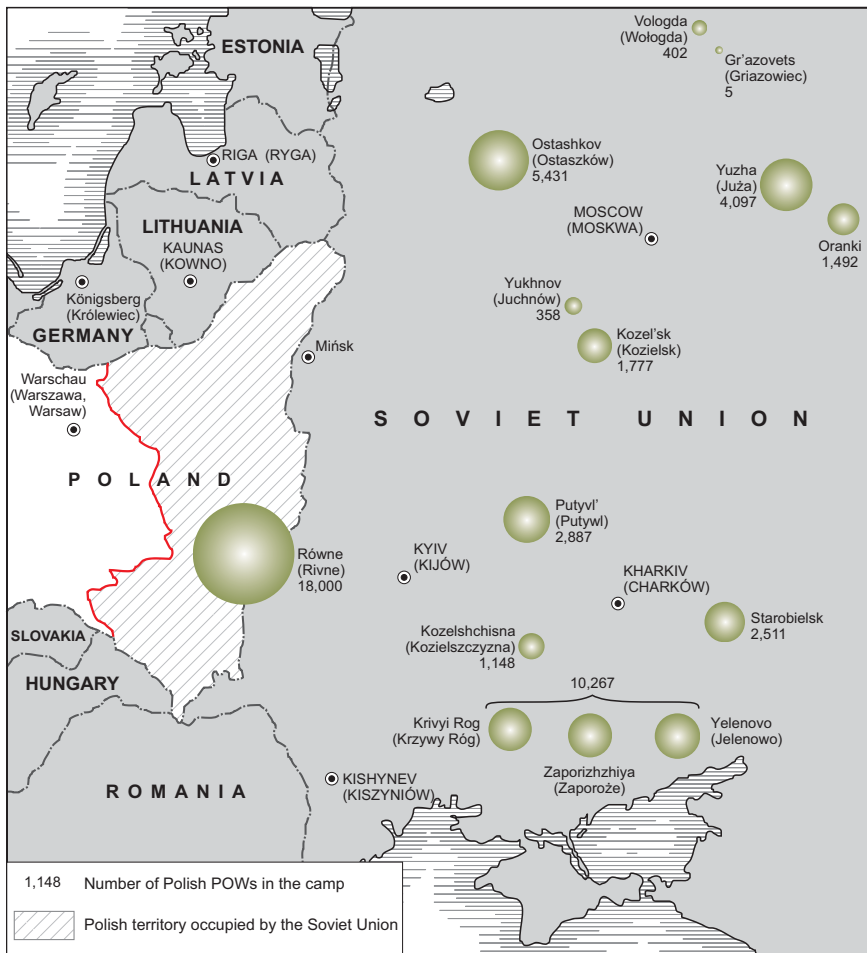 Vologda
(Wołogda)
402
Gr'azovets
(Griazowiec)
5
ESTONIA
Ostashkov
(Ostaszków)
5,431
Yuzha
(Juża)
4,097
RIGA (RYGA)
LATVIA
MOSCOW
(MOSKWA)
Oranki
1,492
LITHUANIA
KAUNAS
(KOWNO)
Königsberg
(Królewiec)
GERMANY
Yukhnov
(Juchnów)
358
Kozel'sk
(Kozielsk)
1,777
Mińsk
Warschau
(Warszawa,
Warsaw)
SOVIET UNION
POLAND
Putyvl'
(Putywl)
2,887
Równe
(Rivne)
18,000
KYIV
(KIJÓW)
KHARKIV
(CHARKÓW)
Starobielsk
2,511
SLOVAKIA
Kozelshchisna
(Kozielszczyzna)
1,148
HUNGARY
10,267
Krivyi Rog
(Krzywy Róg)
Yelenovo
(Jelenowo)
Zaporizhzhiya
(Zaporoże)
ROMANIA
KISHYNEV
(KISZYNIÓW)
1,148 Number of Polish POWs in the camp
Polish territory occupied by the Soviet Union